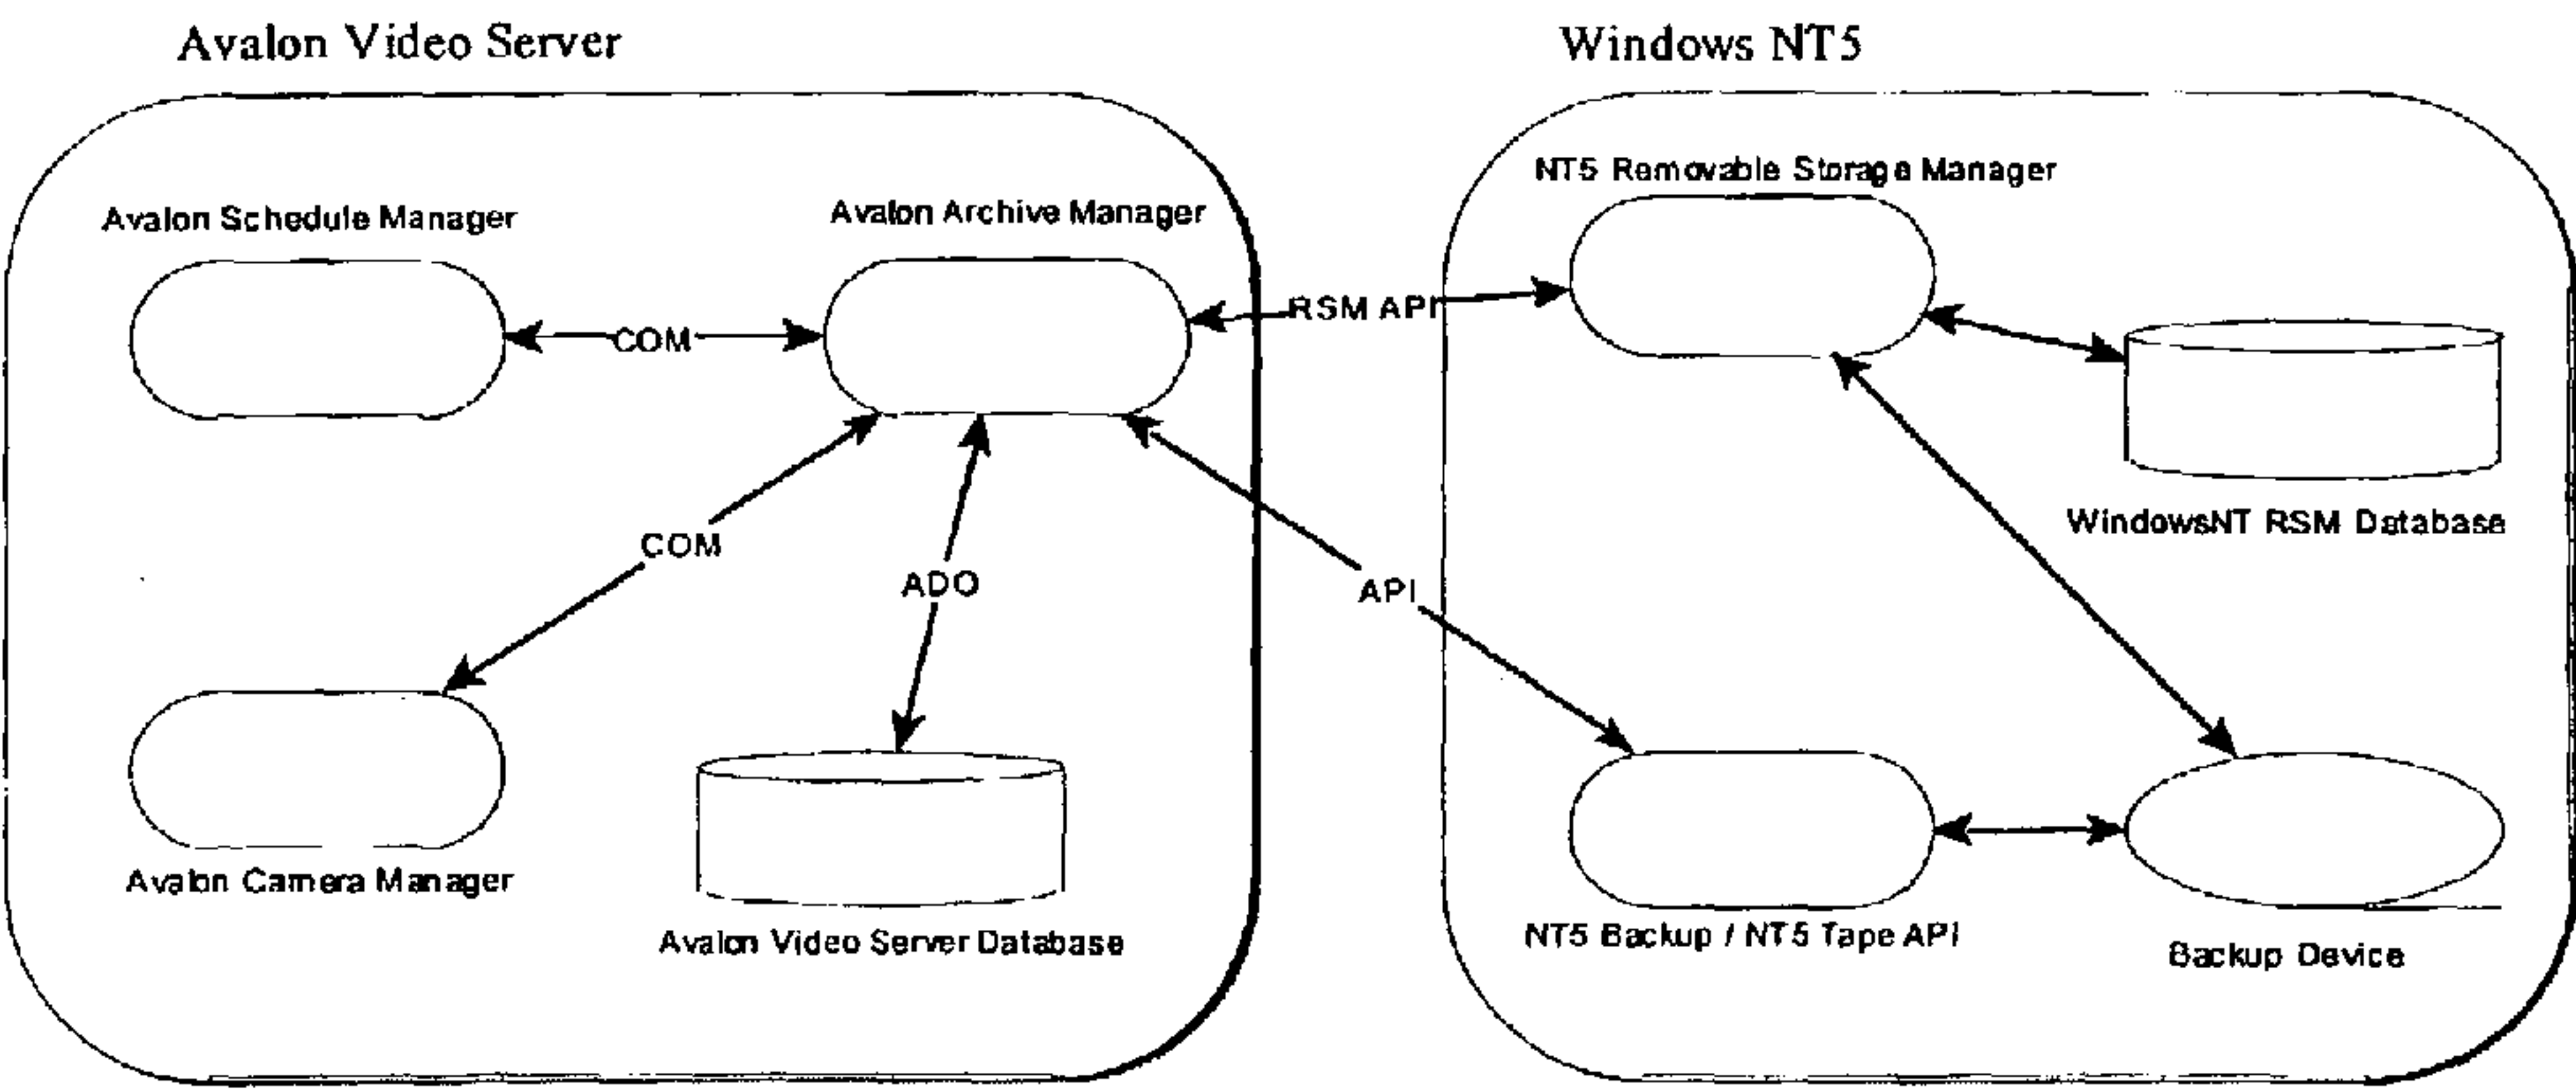 Avalon Video Server
Windows NT5
NT5 Removable Storage Manager
Avalon Schedule Manager
Avalon Archive Manager
RSM API
COM
WindowsNT RSM Database
COM
ADO
API
Avalon Camera Manager
Avalon Video Server Database
NT5 Backup / NT5 Tape API
Backup Device